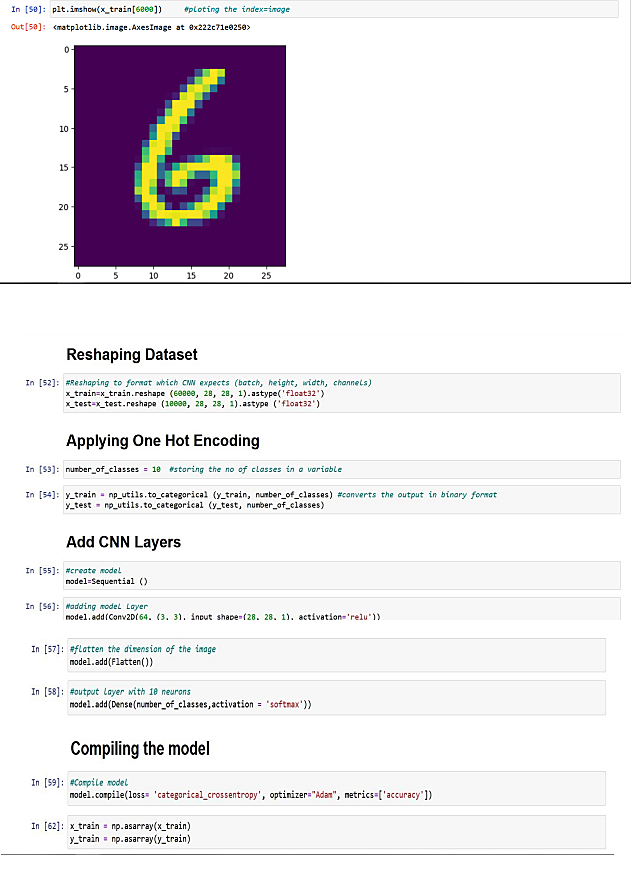 In [50]: plt.imshow(x_train[6000]) #ploting the index=image
Out[50]: <matplotlib.image.AxesImage at 0x222c71e0250>
0
5
10
15
20
25
0 5 10 15 20 25
Reshaping Dataset
In [52]: #Reshaping to format which CNN expects (batch, height, width, channels)
x_train=x_train.reshape (60000, 28, 28, 1).astype('float32')
x_test=x_test.reshape (10000, 28, 28, 1).astype ('float32')
Applying One Hot Encoding
In [53]: number_of_classes = 10 #storing the no of classes in a variable
In [54]: y_train = np_utils.to_categorical (y_train, number_of_classes) #converts the output in binary format
y_test = np_utils.to_categorical (y_test, number_of_classes)
Add CNN Layers
In [55]: #create model
model=Sequential ()
In [56]: #adding model Layer
model.add(Conv2D(64, (3, 3), input_shape=(28, 28, 1), activation='relu'))
In [57]: #flatten the dimension of the image
model.add(Flatten())
In [58]: #output layer with 10 neurons
model.add(Dense(number_of_classes,activation = 'softmax'))
Compiling the model
In [59]: #Compile model
model.compile(loss= 'categorical_crossentropy', optimizer="Adam", metrics=['accuracy'])
In [62]: x_train = np.asarray(x_train)
y_train = np.asarray(y_train)